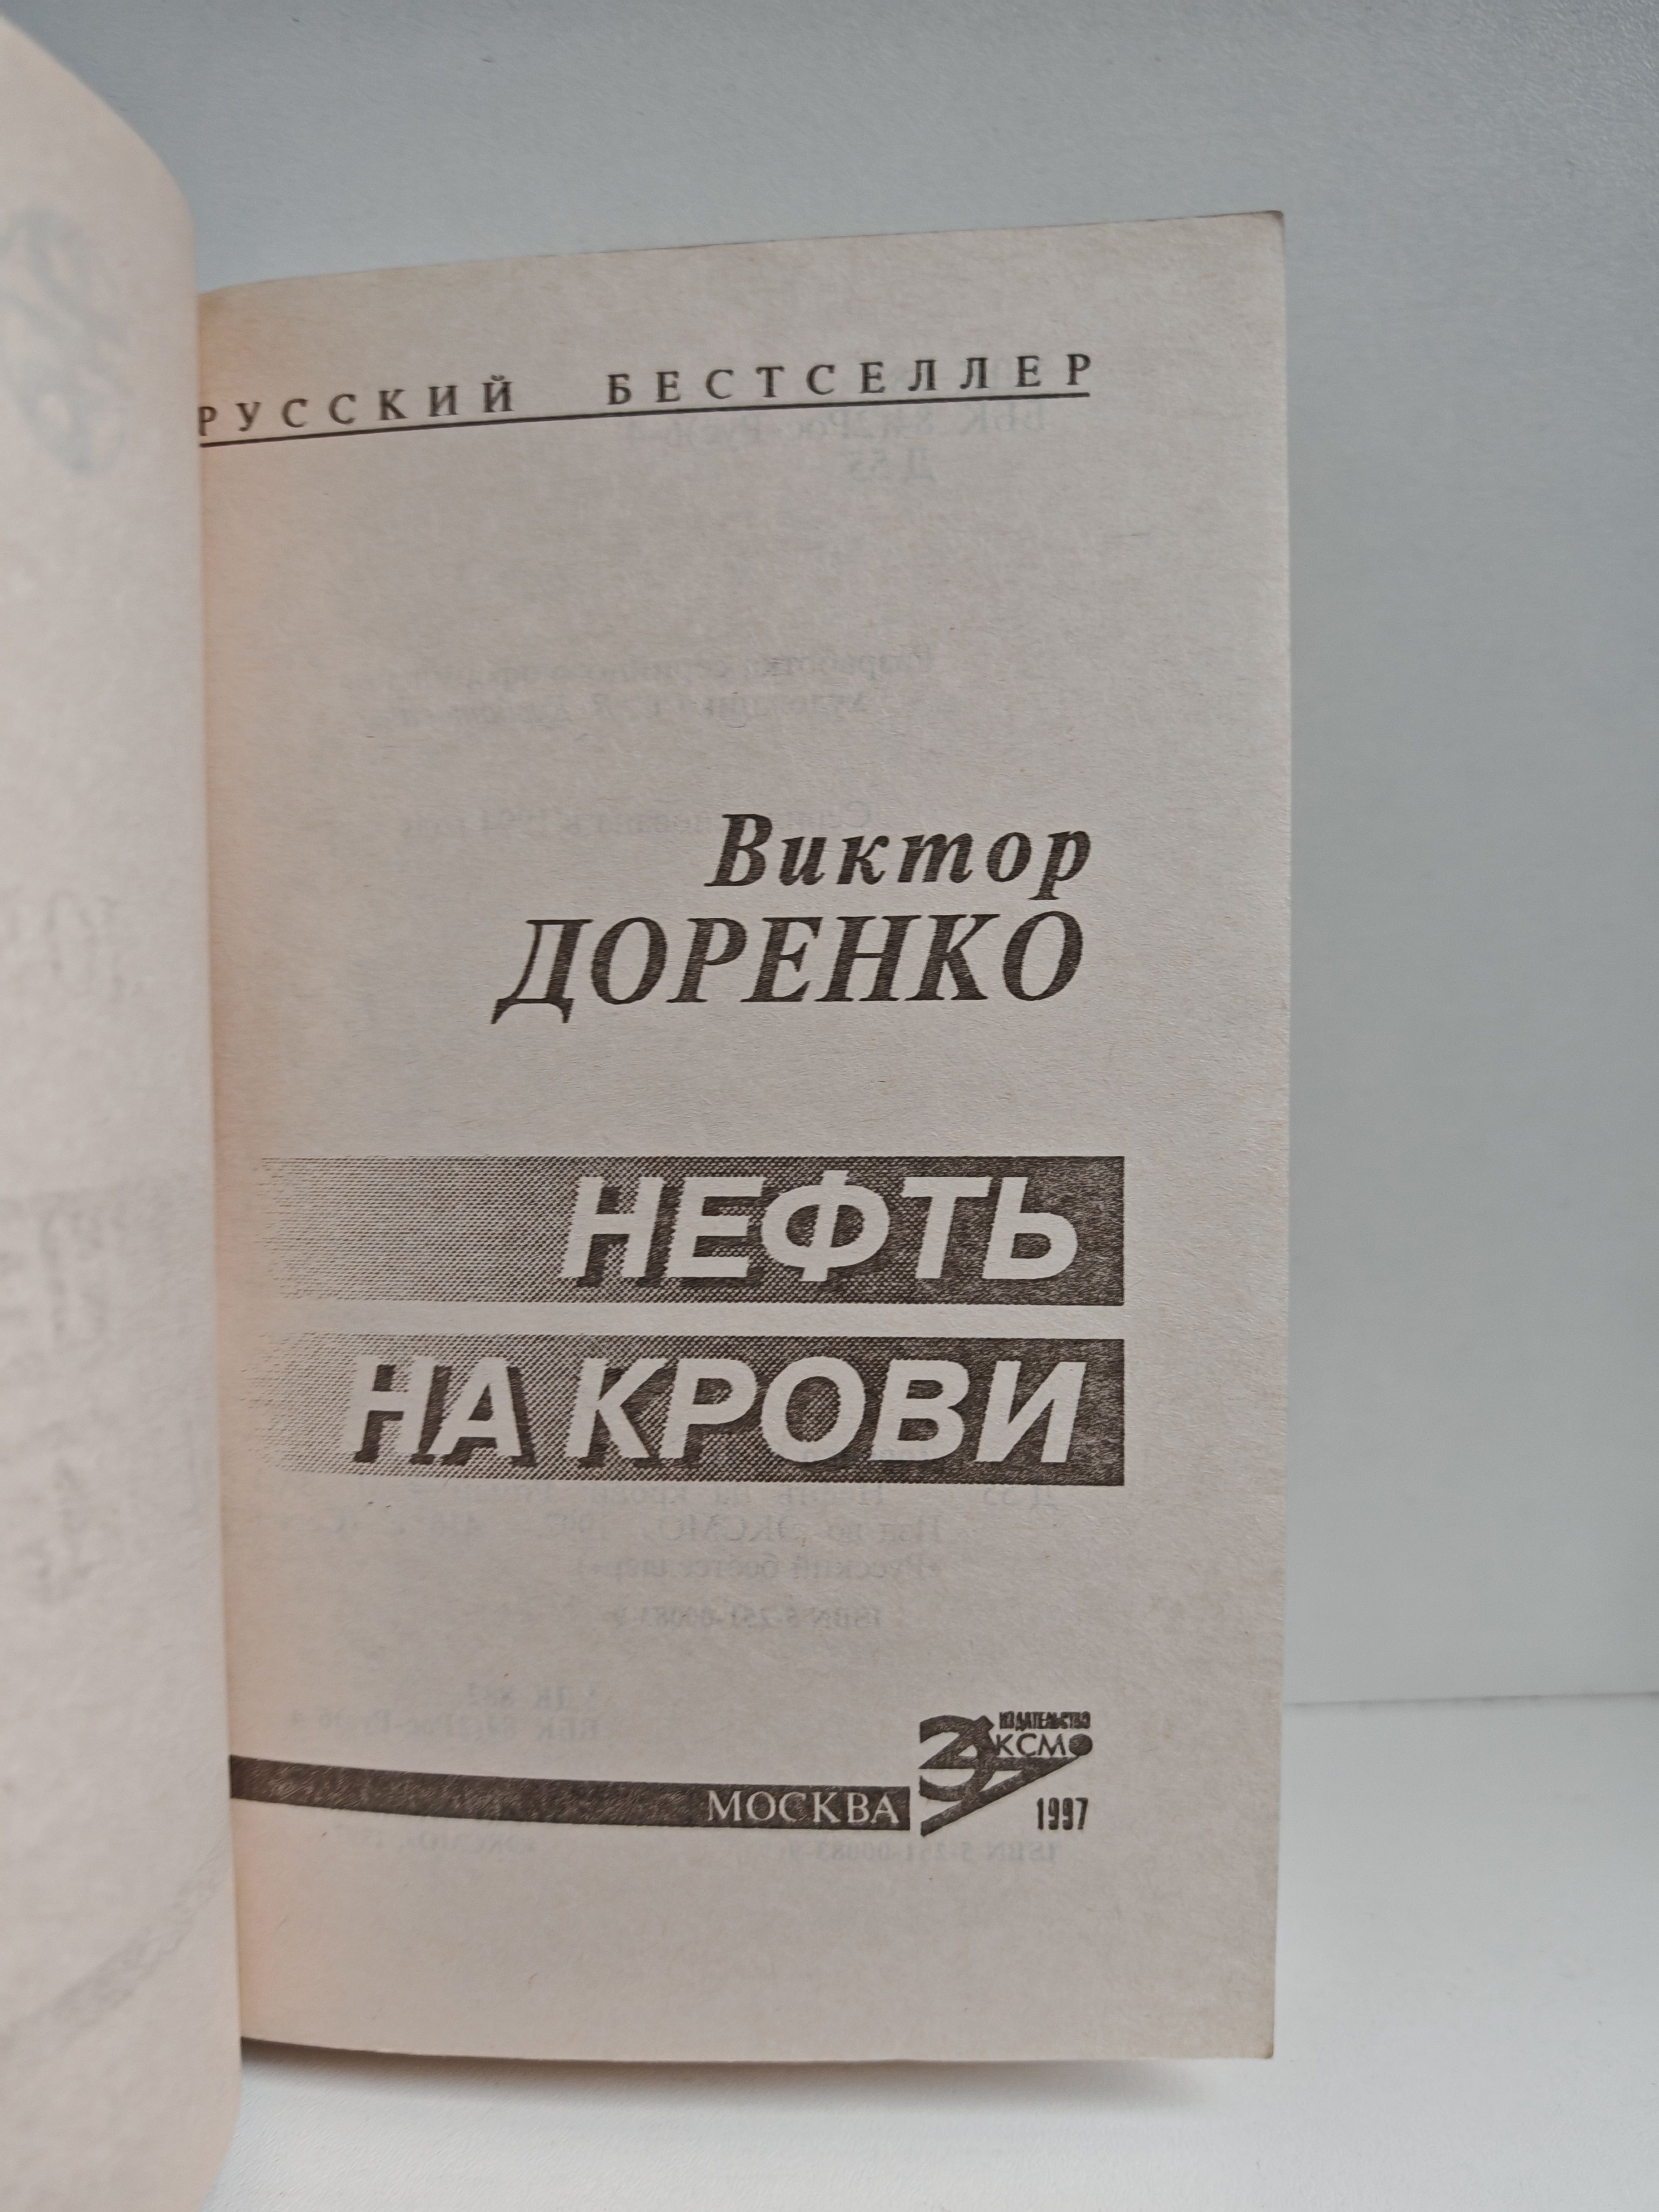 РУССКИЙ БЕСТСЕЛЛЕР
Виктор
ДОРЕНКО
НЕФТЬ
НА КРОВИ
МОСКВА
ИЗДАТЕЛЬСТВО
ЭКСМО
1997